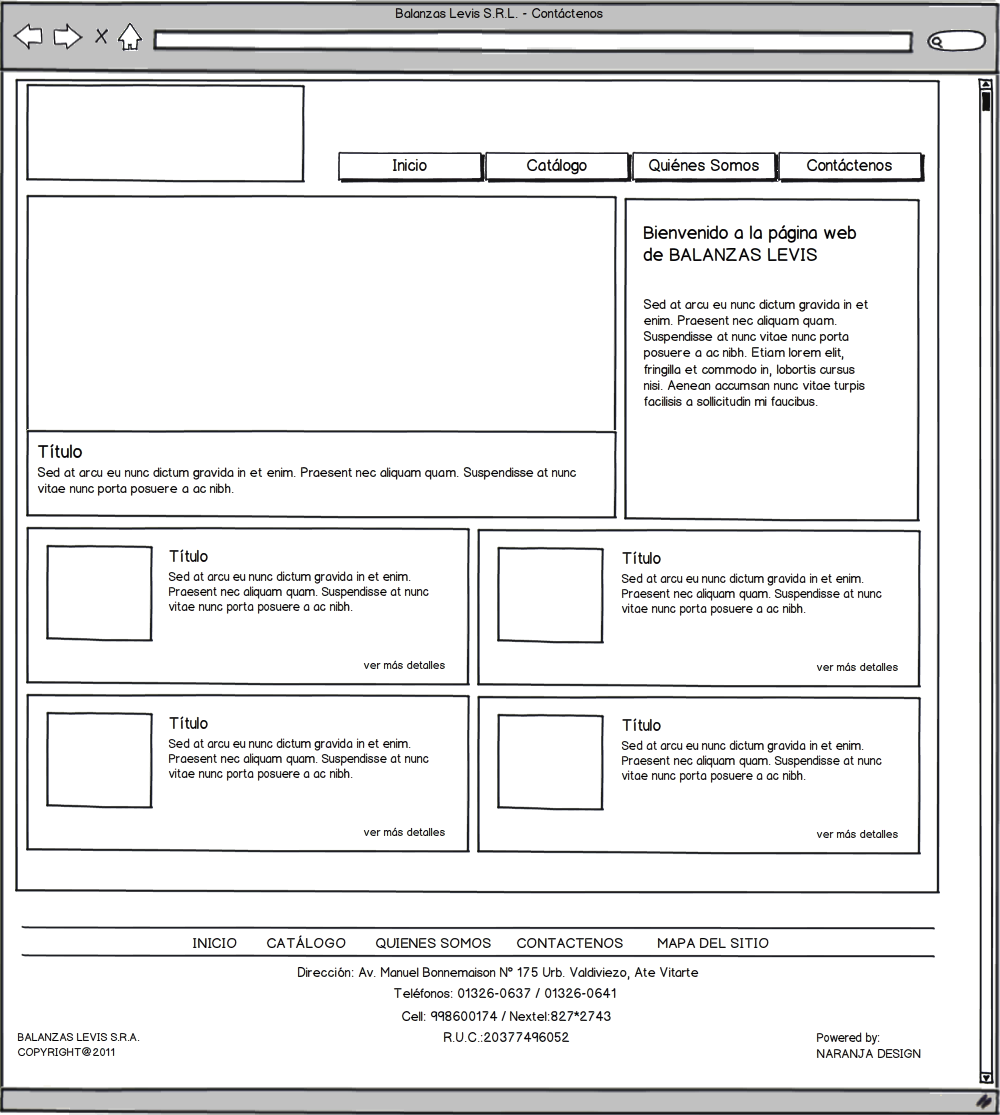 Balanzas Levis S.R.L. - Contáctenos
Inicio
Catálogo
Quiénes Somos
Contáctenos
Bienvenido a la página web
de BALANZAS LEVIS
Sed at arcu eu nunc dictum gravida in et
enim. Praesent nec aliquam quam.
Suspendisse at nunc vitae nunc porta
posuere a ac nibh. Etiam lorem elit,
fringilla et commodo in, lobortis cursus
nisi. Aenean accumsan nunc vitae turpis
facilisis a sollicitudin mi faucibus.
Título
Sed at arcu eu nunc dictum gravida in et enim. Praesent nec aliquam quam. Suspendisse at nunc
vitae nunc porta posuere a ac nibh.
Título
Sed at arcu eu nunc dictum gravida in et enim.
Praesent nec aliquam quam. Suspendisse at nunc
vitae nunc porta posuere a ac nibh.
ver más detalles
Título
Sed at arcu eu nunc dictum gravida in et enim.
Praesent nec aliquam quam. Suspendisse at nunc
vitae nunc porta posuere a ac nibh.
ver más detalles
Título
Sed at arcu eu nunc dictum gravida in et enim.
Praesent nec aliquam quam. Suspendisse at nunc
vitae nunc porta posuere a ac nibh.
ver más detalles
Título
Sed at arcu eu nunc dictum gravida in et enim.
Praesent nec aliquam quam. Suspendisse at nunc
vitae nunc porta posuere a ac nibh.
ver más detalles
INICIO
CATÁLOGO
QUIENES SOMOS
CONTACTENOS
MAPA DEL SITIO
Dirección: Av. Manuel Bonnemaison Nº 175 Urb. Valdiviezo, Ate Vitarte
Teléfonos: 01326-0637 / 01326-0641
Cell: 998600174 / Nextel:827*2743
R.U.C.:20377496052
BALANZAS LEVIS S.R.A.
COPYRIGHT@2011
Powered by:
NARANJA DESIGN